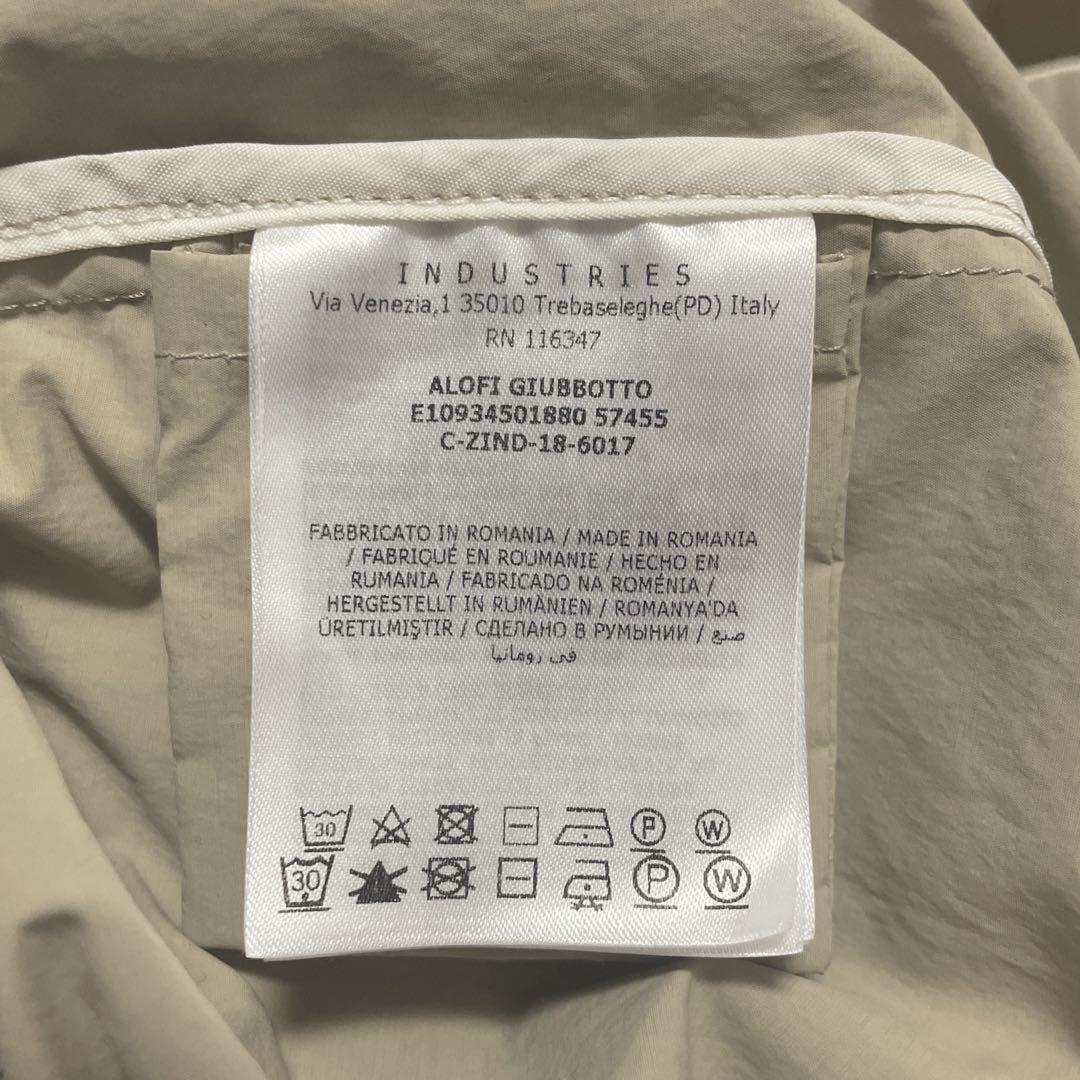 INDUSTRIES
Via Venezia,1 35010 Trebaseleghe(PD) Italy
RN 116347
ALOFI GIUBBOTTO
E10934501880 57455
C-ZIND-18-6017
FABBRICATO IN ROMANIA / MADE IN ROMANIA
/ FABRIQUÉ EN ROUMANIE / HECHO EN
RUMANIA / FABRICADO NA ROMÉNIA /
HERGESTELLT IN RUMÄNIEN / ROMANYA'DA
ÜRETILMIŞTIR / СДЕЛАНО В РУМЫНИИ / صنع
في رومانيا
30 P W
30 P W